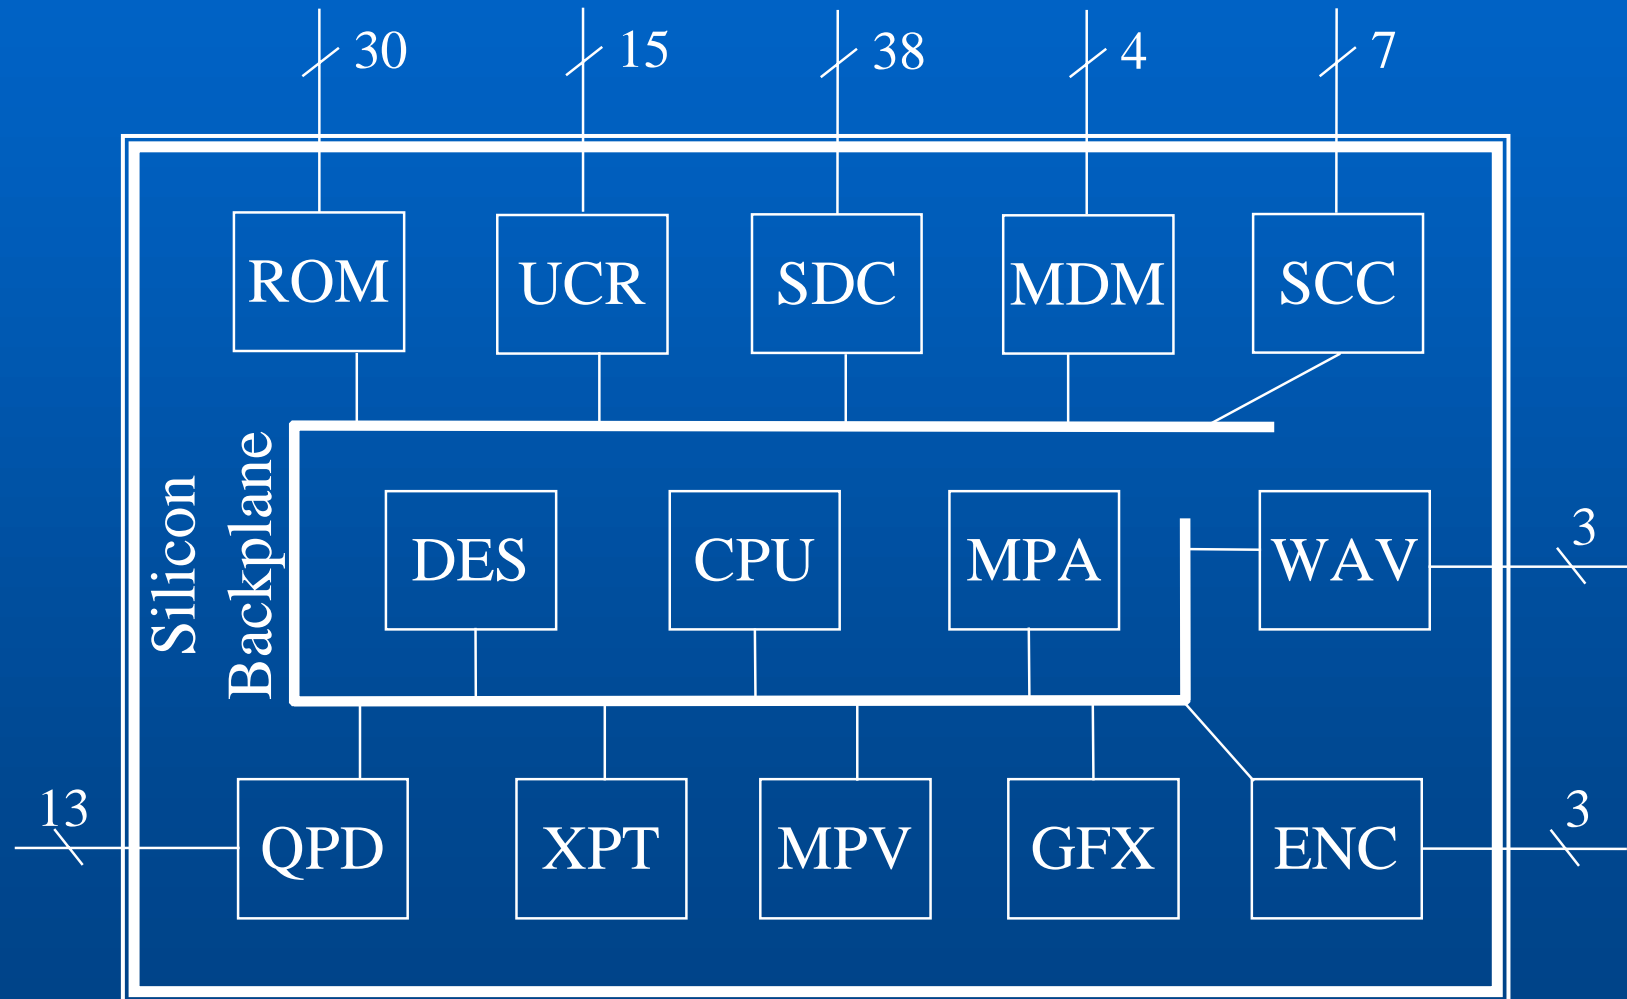 30
15
38
4
7
ROM
UCR
SDC
MDM
SCC
Silicon
Backplane
DES
CPU
MPA
WAV
3
13
QPD
XPT
MPV
GFX
ENC
3